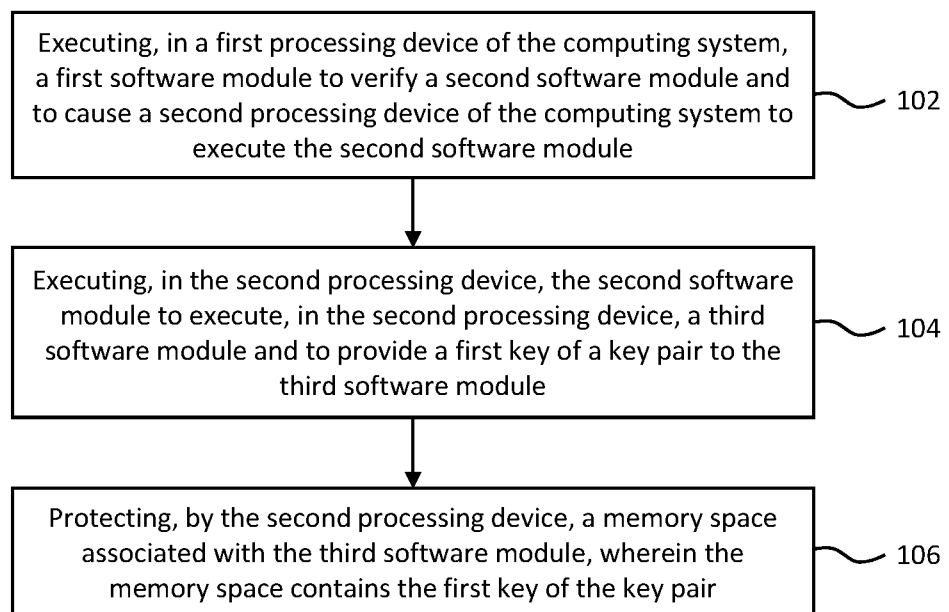 Executing, in a first processing device of the computing system,
a first software module to verify a second software module and
to cause a second processing device of the computing system to
execute the second software module
102
Executing, in the second processing device, the second software
module to execute, in the second processing device, a third
software module and to provide a first key of a key pair to the
third software module
104
Protecting, by the second processing device, a memory space
associated with the third software module, wherein the
memory space contains the first key of the key pair
106